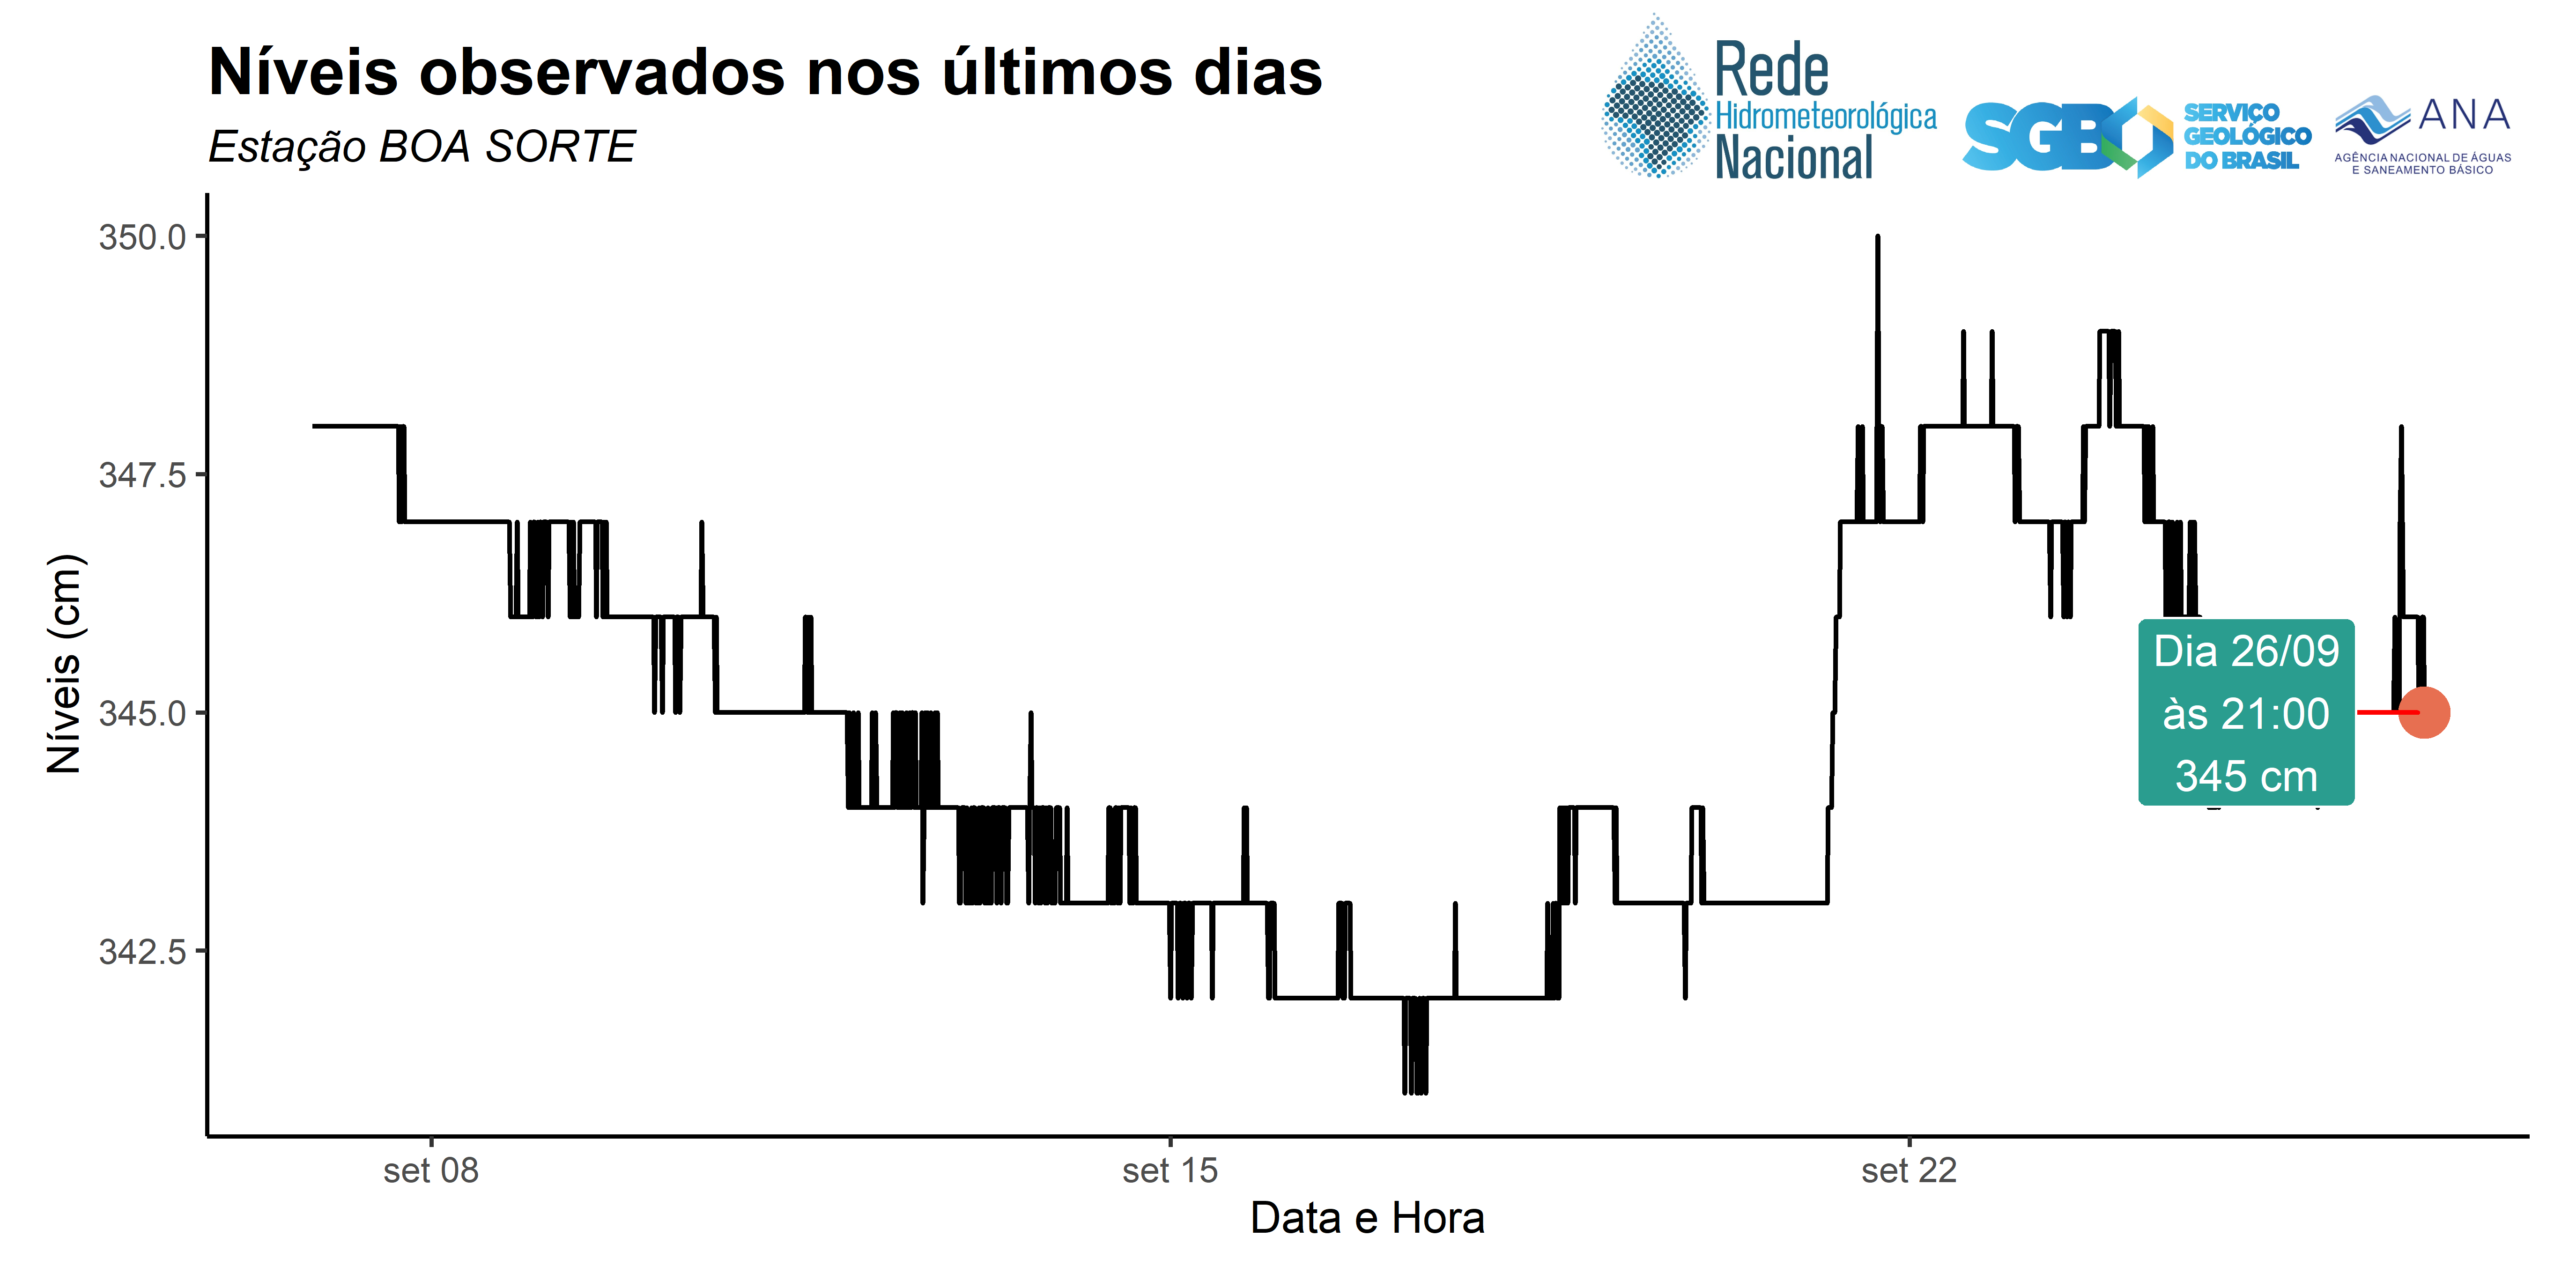 Níveis observados nos últimos dias
Estação BOA SORTE
Rede
Hidrometeorológica
Nacional
SGB
SERVIÇO
GEOLÓGICO
DO BRASIL
ANA
AGÊNCIA NACIONAL DE ÁGUAS
E SANEAMENTO BÁSICO
350.0
347.5
345.0
342.5
Níveis (cm)
Dia 26/09
às 21:00
345 cm
set 08
set 15
set 22
Data e Hora